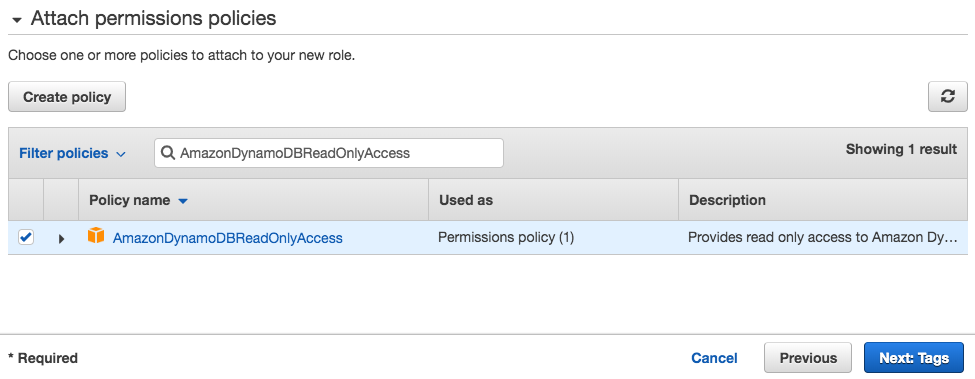 Attach permissions policies
Choose one or more policies to attach to your new role.
Create policy
Filter policies AmazonDynamoDBReadOnlyAccess Showing 1 result
Policy name Used as Description
AmazonDynamoDBReadOnlyAccess Permissions policy (1) Provides read only access to Amazon Dy…
* Required Cancel Previous Next: Tags